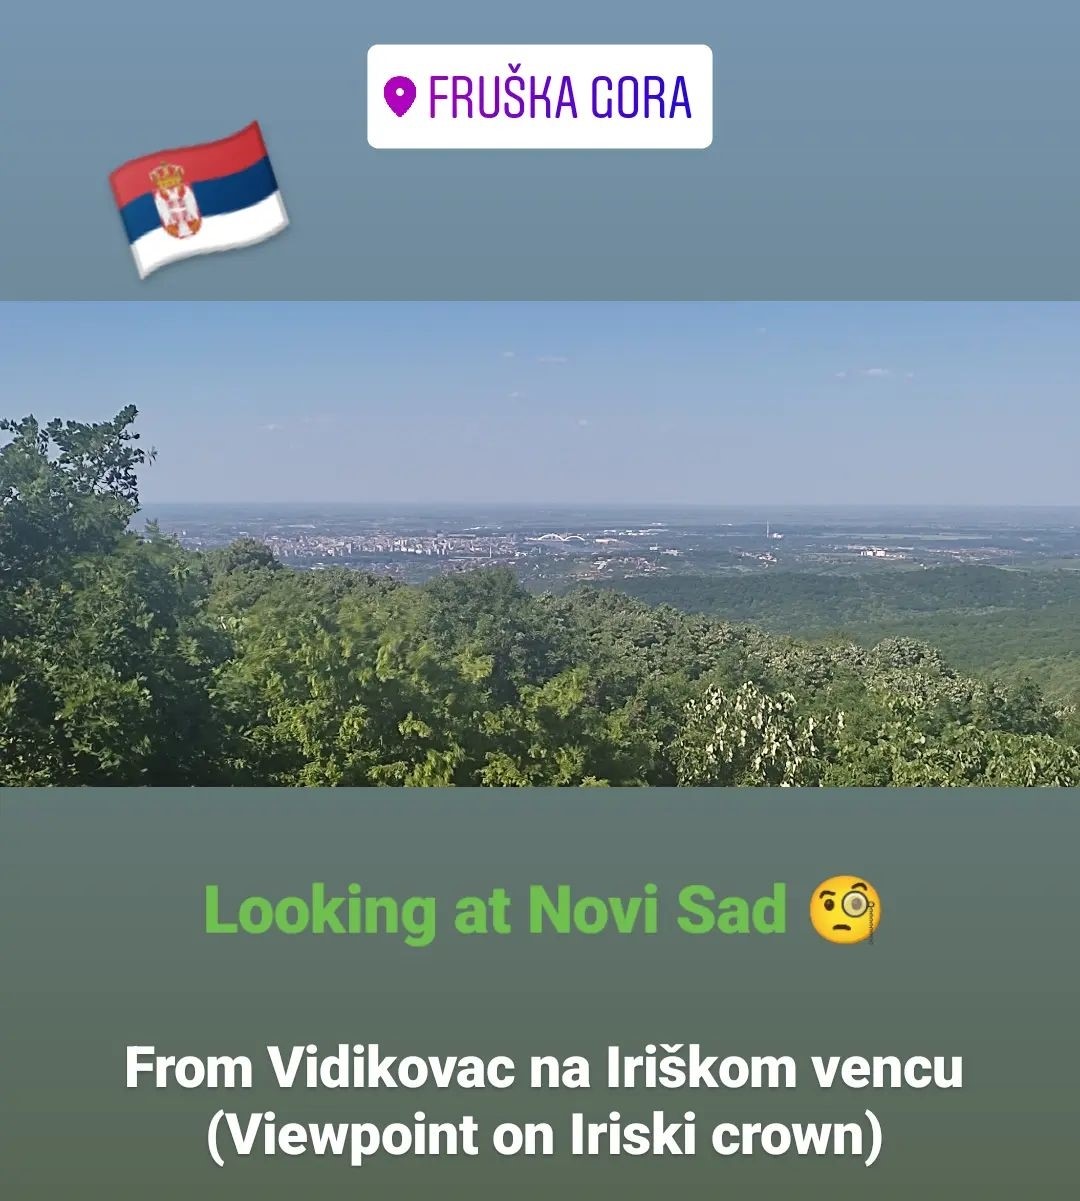 FRUŠKA GORA
Looking at Novi Sad 🧐
From Vidikovac na Iriškom vencu
(Viewpoint on Iriski crown)